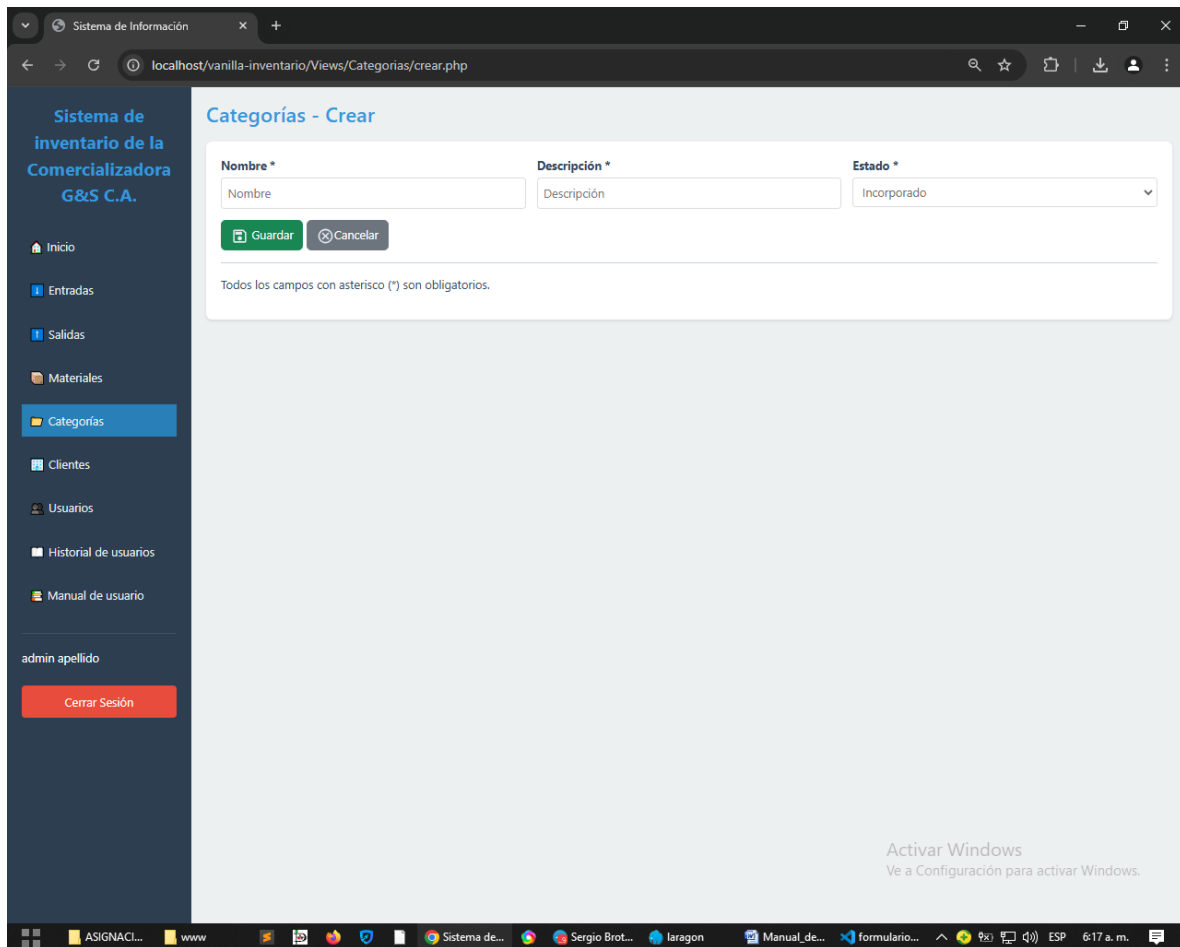 Sistema de Información
localhost/vanilla-inventario/Views/Categorias/crear.php
Sistema de
inventario de la
Comercializadora
G&S C.A.
Inicio
Entradas
Salidas
Materiales
Categorías
Clientes
Usuarios
Historial de usuarios
Manual de usuario
admin apellido
Cerrar Sesión
Categorías - Crear
Nombre *
Nombre
Descripción *
Descripción
Estado *
Incorporado
Guardar
Cancelar
Todos los campos con asterisco (*) son obligatorios.
Activar Windows
Ve a Configuración para activar Windows.
ASIGNACI...
www
Sistema de...
Sergio Brot...
laragon
Manual_de...
formulario...
ESP
6:17 a. m.